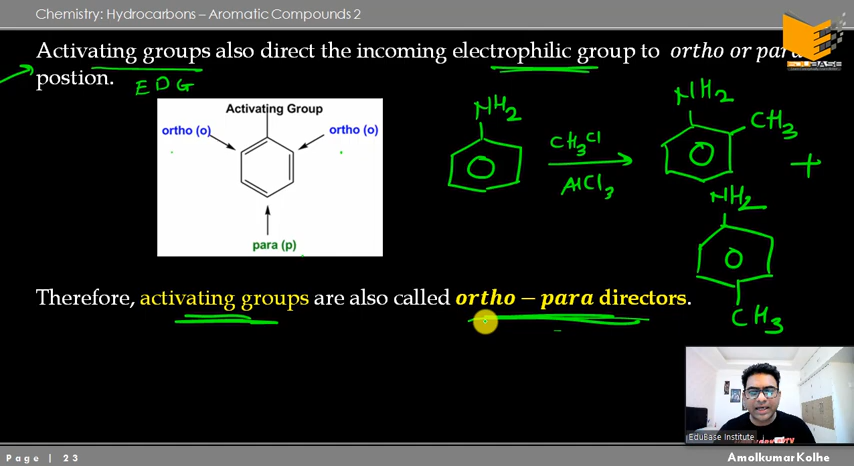 Chemistry: Hydrocarbons – Aromatic Compounds 2
EDUBASE
Activating groups also direct the incoming electrophilic group to ortho or para
postion.
EDG
Activating Group
ortho (o)
ortho (o)
para (p)
NH2
CH3Cl
AlCl3
NH2
CH3
+
NH2
CH3
Therefore, activating groups are also called ortho – para directors.
EduBase Institute
Page | 23
AmolkumarKolhe